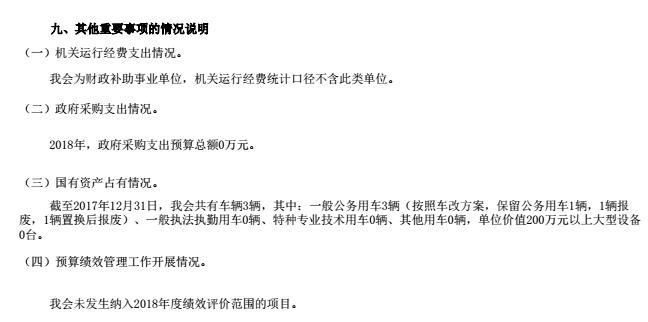 九、其他重要事项的情况说明
（一）机关运行经费支出情况。
我会为财政补助事业单位，机关运行经费统计口径不含此类单位。
（二）政府采购支出情况。
2018年，政府采购支出预算总额0万元。
（三）国有资产占有情况。
截至2017年12月31日，我会共有车辆3辆，其中：一般公务用车3辆（按照车改方案，保留公务用车1辆，1辆报
废，1辆置换后报废）、一般执法执勤用车0辆、特种专业技术用车0辆、其他用车0辆，单位价值200万元以上大型设备
0台。
（四）预算绩效管理工作开展情况。
我会未发生纳入2018年度绩效评价范围的项目。